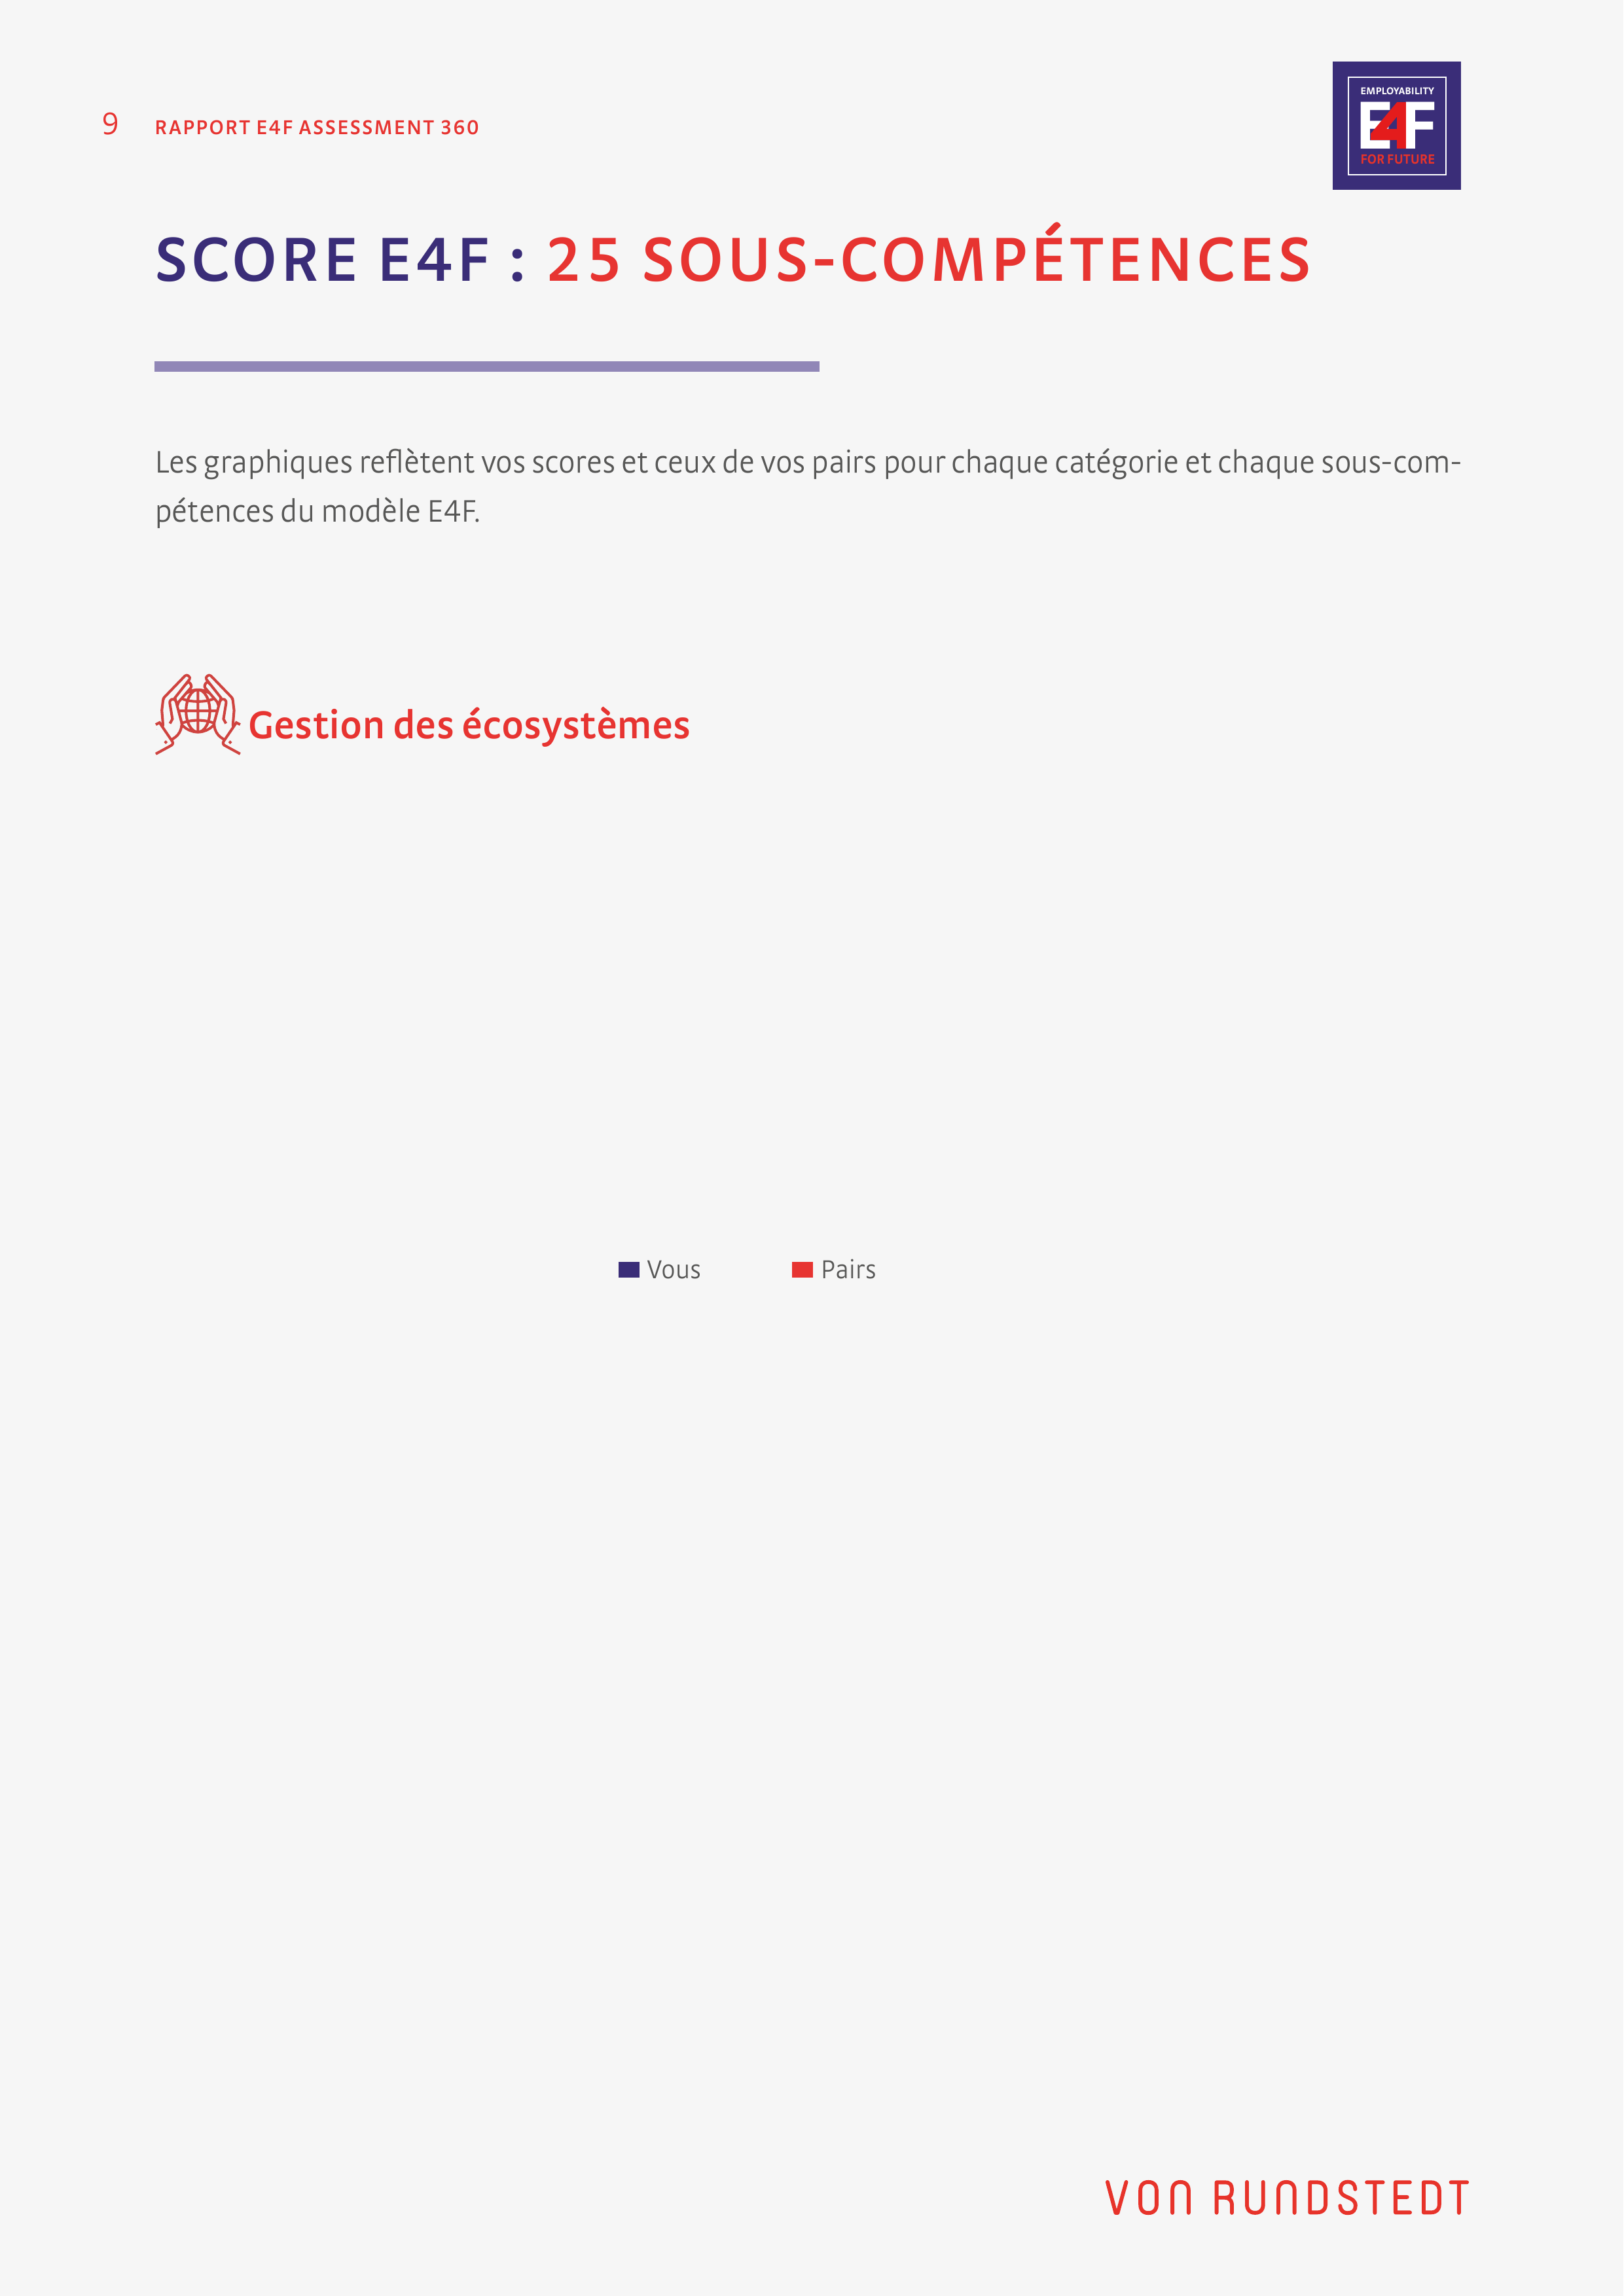 9 RAPPORT E4F ASSESSMENT 360
EMPLOYABILITY
E4F
FOR FUTURE
SCORE E4F : 25 SOUS-COMPÉTENCES
Les graphiques reflètent vos scores et ceux de vos pairs pour chaque catégorie et chaque sous-com-
pétences du modèle E4F.
Gestion des écosystèmes
Vous Pairs
VON RUNDSTEDT